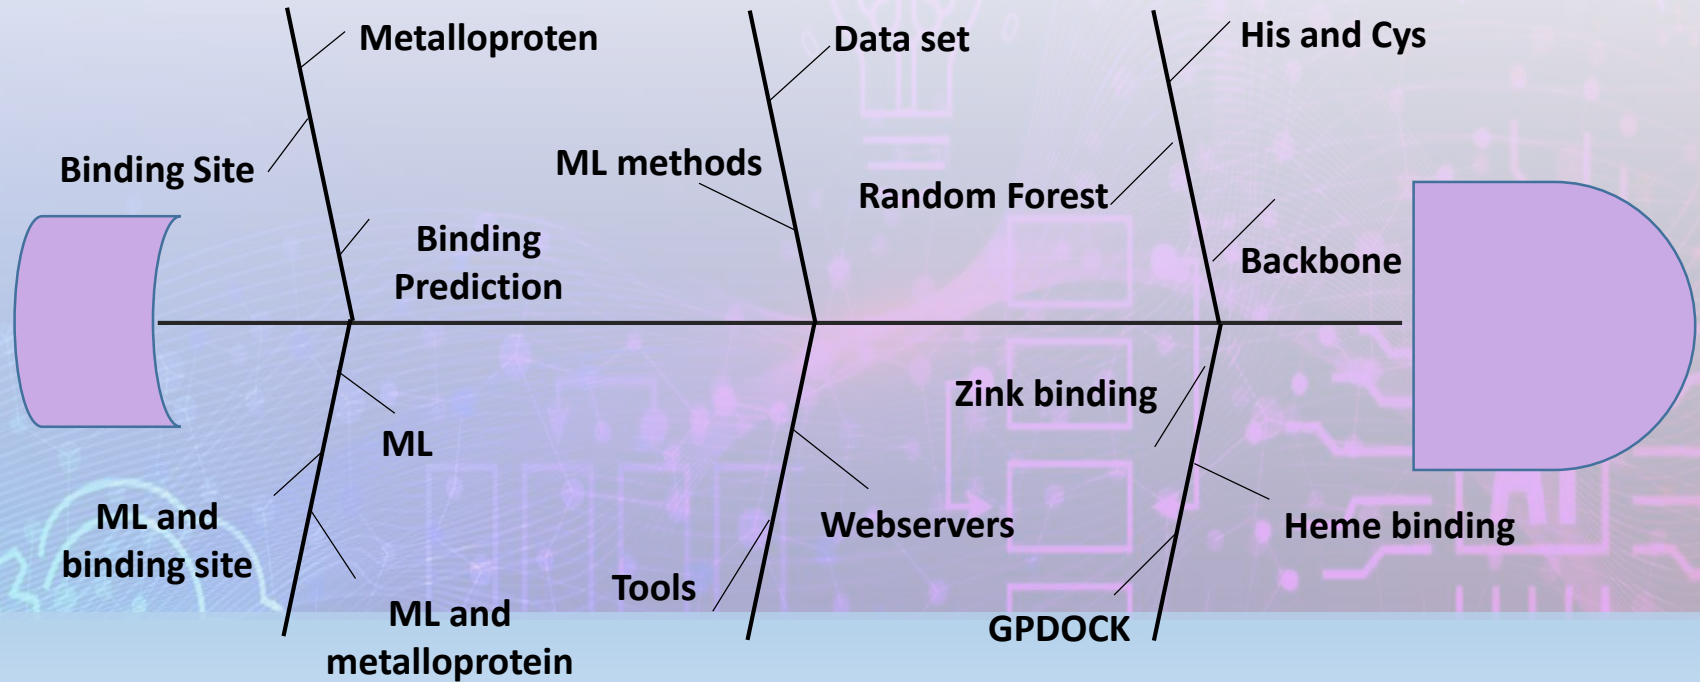 Metalloproten
Data set
His and Cys
Binding Site
ML methods
Random Forest
Binding
Prediction
Backbone
Zink binding
ML
ML and
binding site
Webservers
Heme binding
Tools
ML and
metalloprotein
GPDOCK
AI